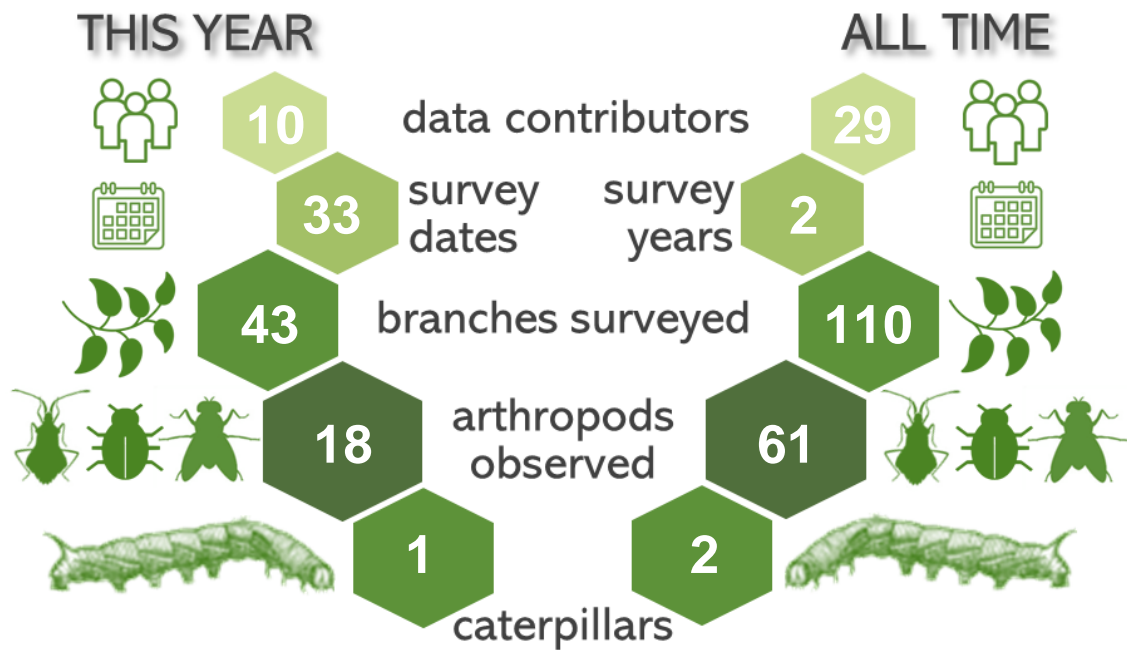 THIS YEAR
ALL TIME
10
data contributors
29
33
survey
dates
survey
years
2
43
branches surveyed
110
18
arthropods
observed
61
1
2
caterpillars